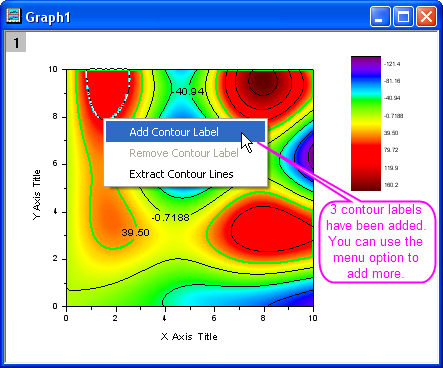 Graph1
1
10
8
6
4
2
0
0
2
4
6
8
10
Y Axis Title
X Axis Title
-40.94
-0.7188
39.50
Add Contour Label
Remove Contour Label
Extract Contour Lines
-121.4
-81.16
-40.94
-0.7188
39.50
79.72
119.9
160.2
3 contour labels
have been added.
You can use the
menu option to
add more.